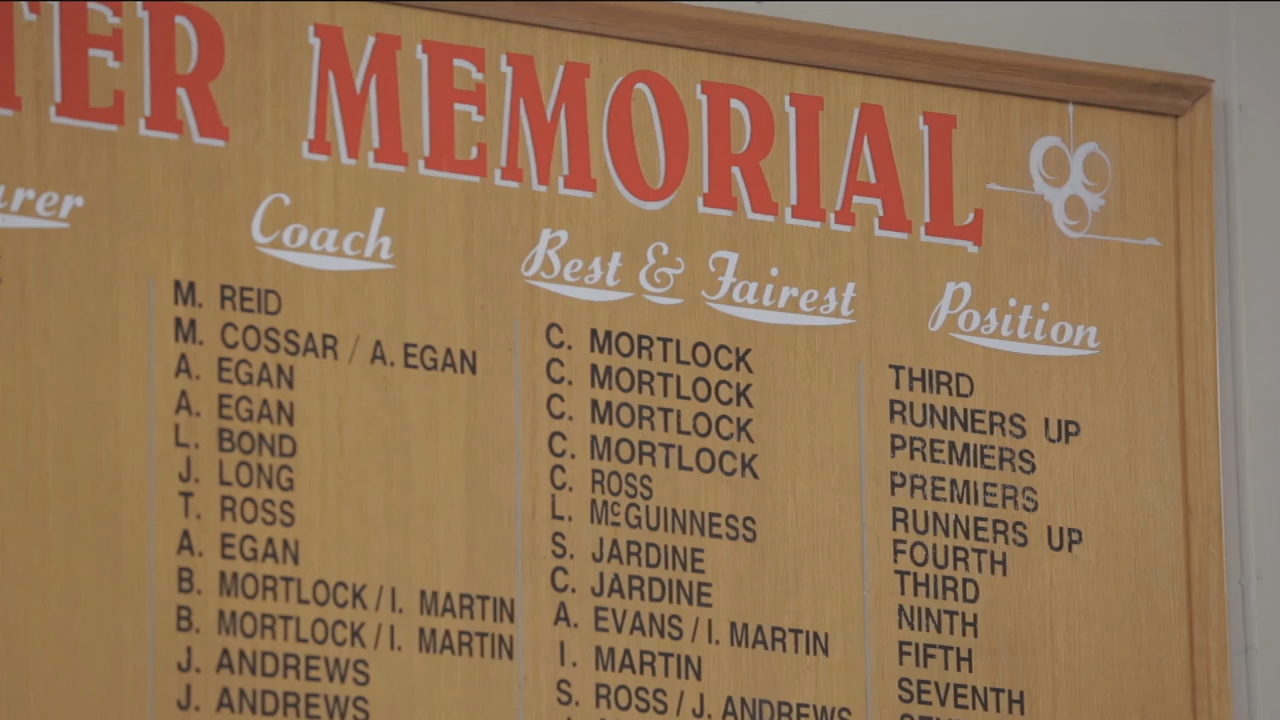 TER MEMORIAL
urer Coach Best & Fairest Position
M. REID C. MORTLOCK THIRD
M. COSSAR / A. EGAN C. MORTLOCK RUNNERS UP
A. EGAN C. MORTLOCK PREMIERS
A. EGAN C. MORTLOCK PREMIERS
L. BOND C. ROSS RUNNERS UP
J. LONG L. McGUINNESS FOURTH
T. ROSS S. JARDINE THIRD
A. EGAN C. JARDINE NINTH
B. MORTLOCK / I. MARTIN A. EVANS / I. MARTIN FIFTH
B. MORTLOCK / I. MARTIN I. MARTIN SEVENTH
J. ANDREWS S. ROSS / J. ANDREWS
J. ANDREWS